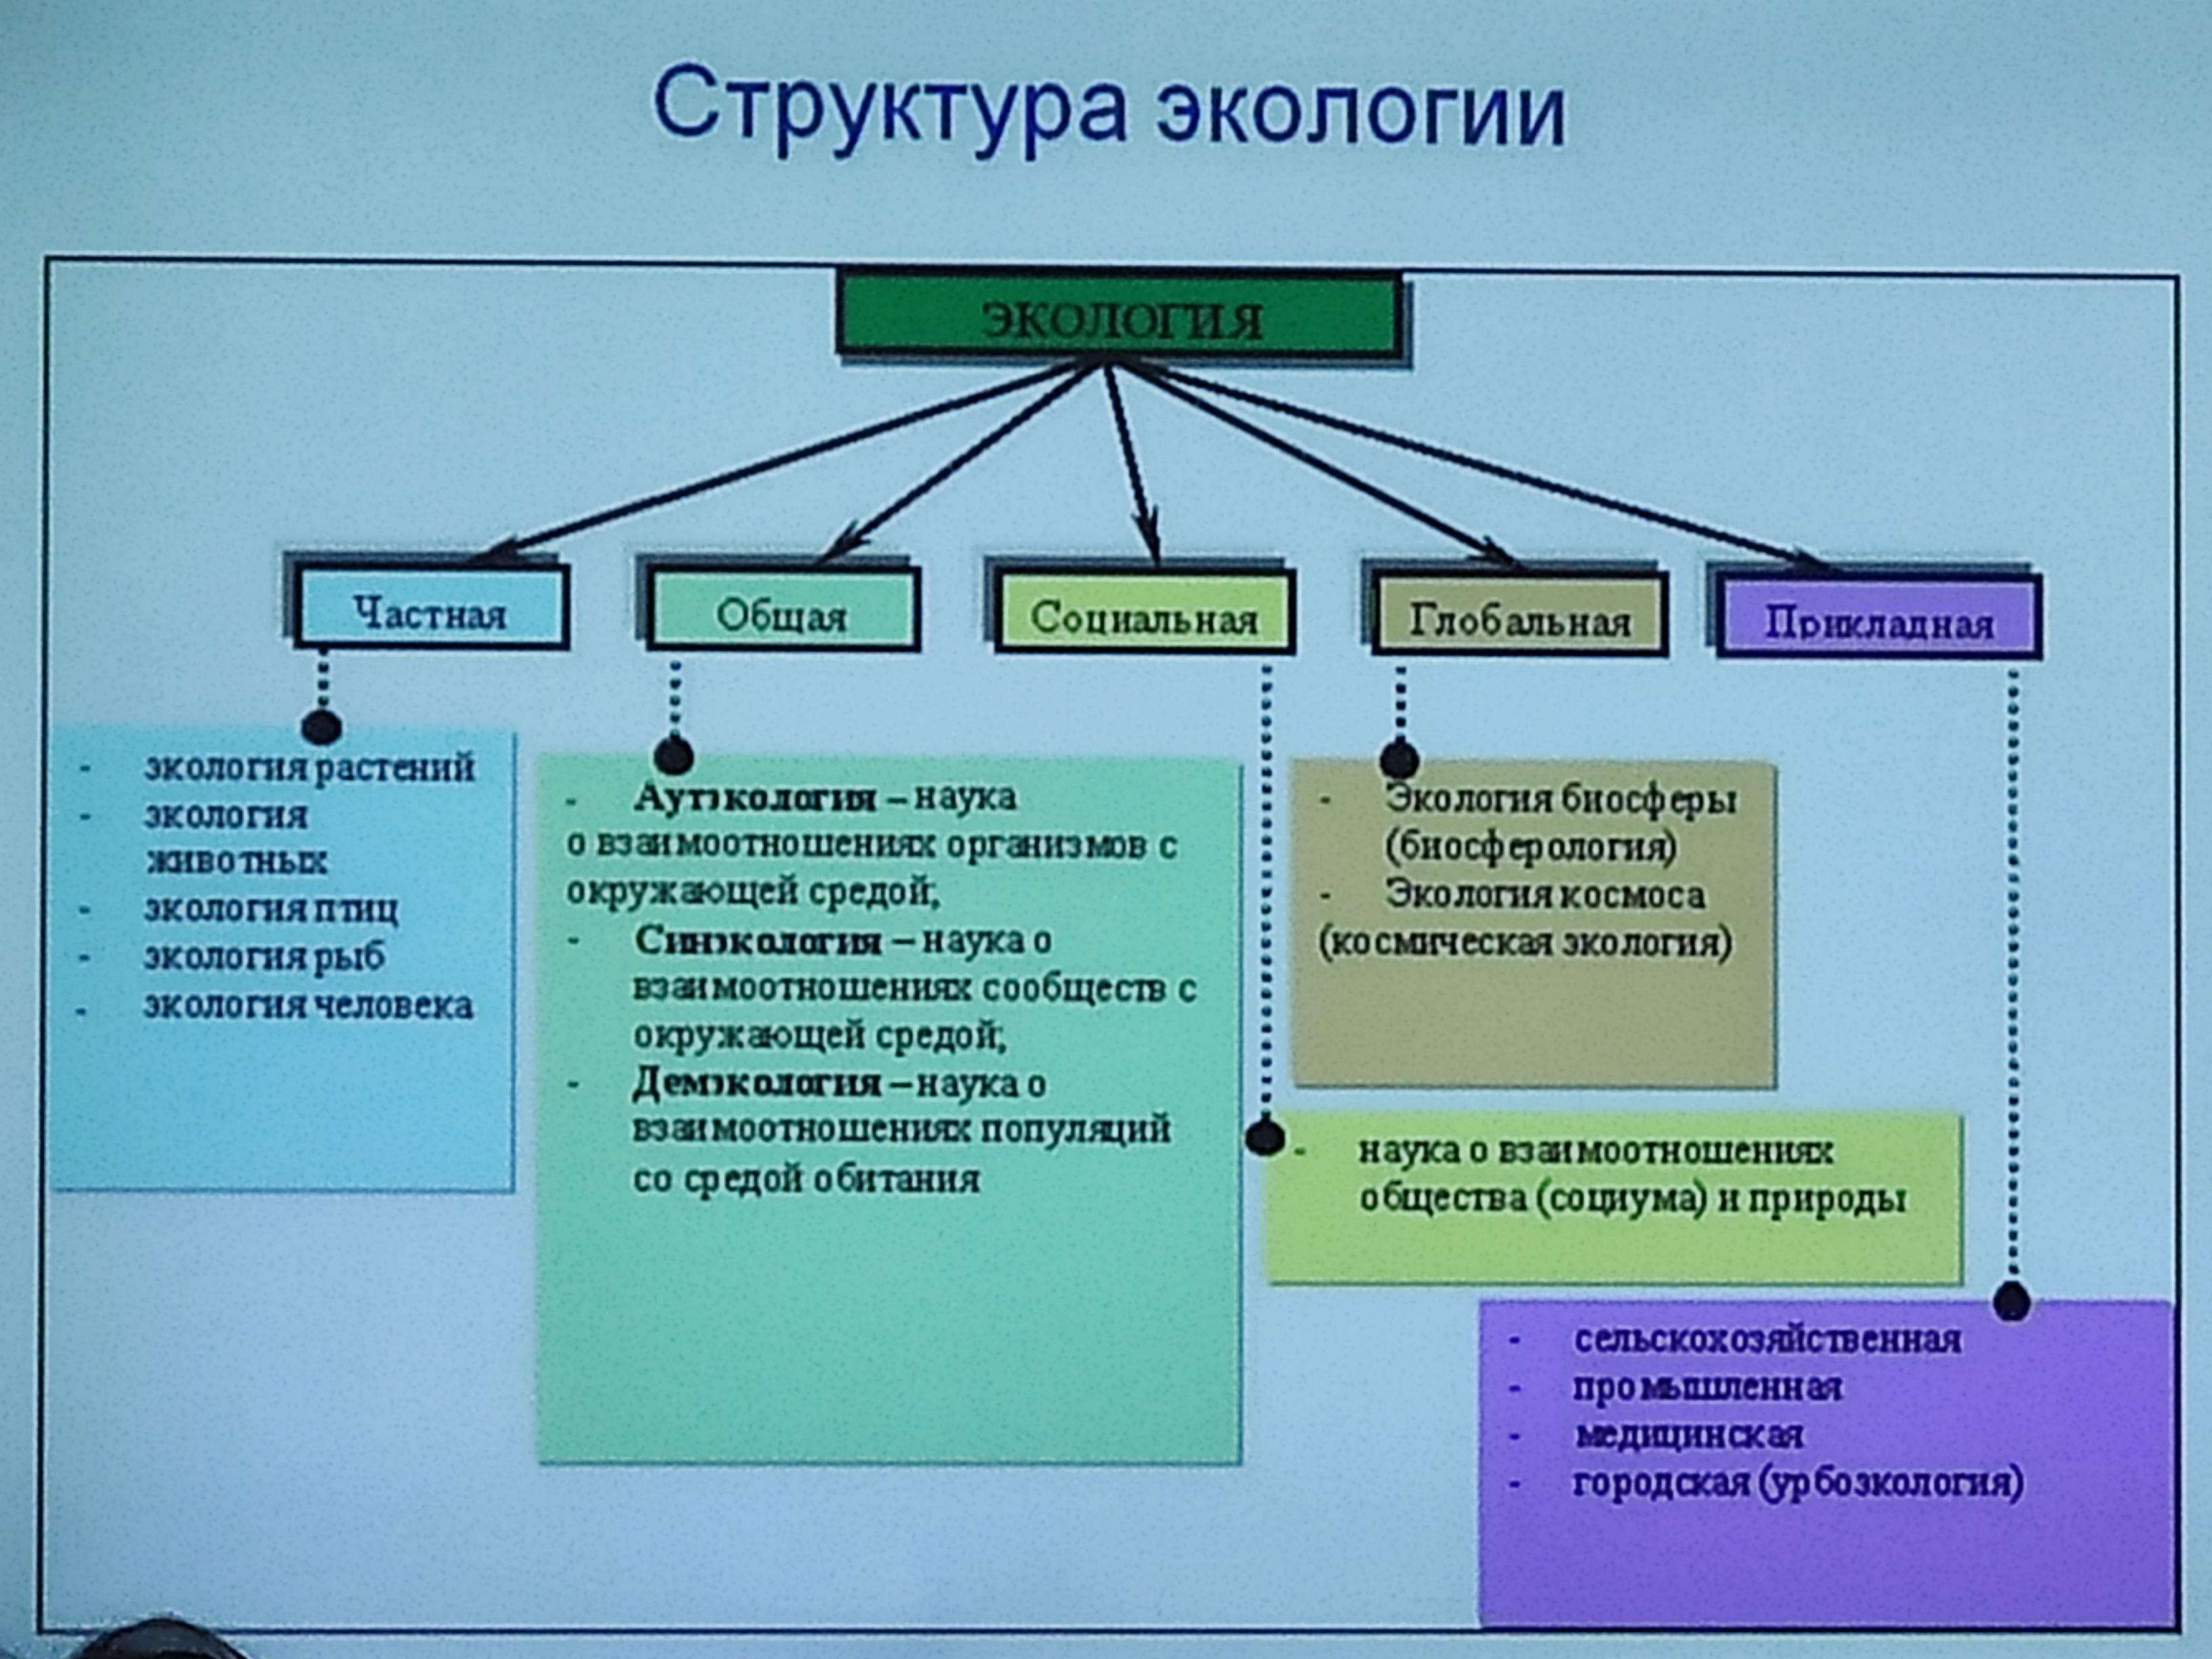 Структура экологии
ЭКОЛОГИЯ
Частная
Общая
Социальная
Глобальная
Прикладная
- экология растений
- экология
животных
- экология птиц
- экология рыб
- экология человека
- Аутэкология – наука
о взаимоотношениях организмов с
окружающей средой;
- Синэкология – наука о
взаимоотношениях сообществ с
окружающей средой;
- Демэкология – наука о
взаимоотношениях популяций
со средой обитания
- Экология биосферы
(биосферология)
- Экология космоса
(космическая экология)
- наука о взаимоотношениях
общества (социума) и природы
- сельскохозяйственная
- промышленная
- медицинская
- городская (урбоэкология)